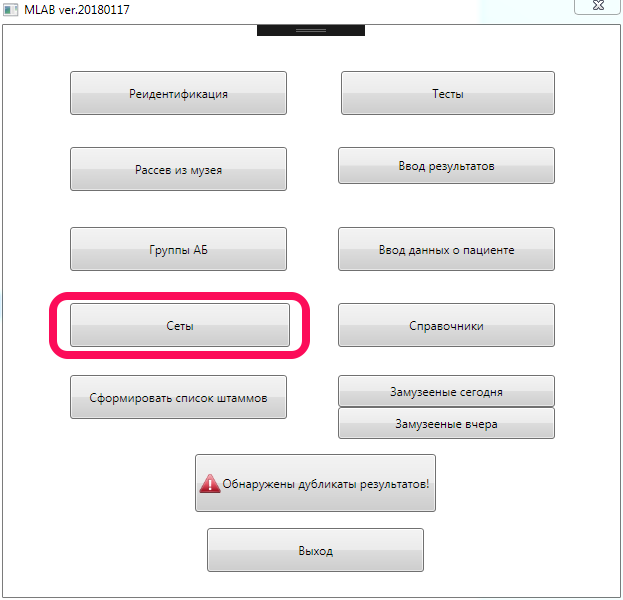 MLAB ver.20180117
Реидентификация
Тесты
Рассев из музея
Ввод результатов
Группы АБ
Ввод данных о пациенте
Сеты
Справочники
Сформировать список штаммов
Замузееные сегодня
Замузееные вчера
Обнаружены дубликаты результатов!
Выход